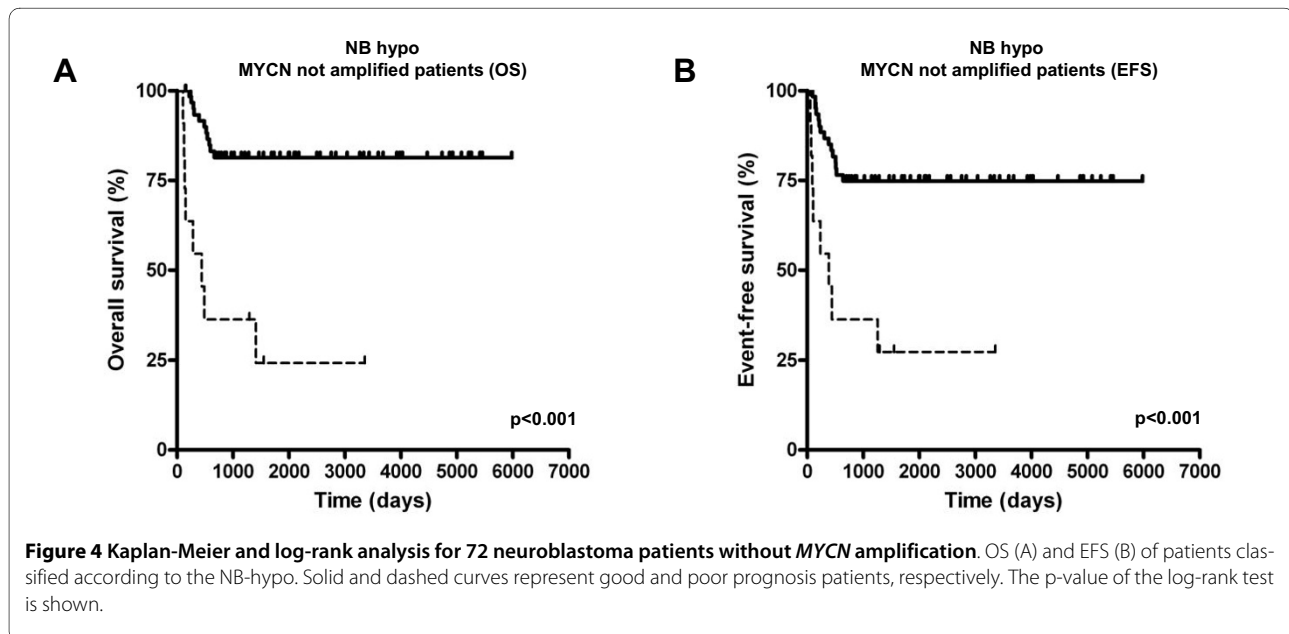 A
NB hypo
MYCN not amplified patients (OS)
Overall survival (%)
100
75
50
25
0
p<0.001
0 1000 2000 3000 4000 5000 6000 7000
Time (days)
B
NB hypo
MYCN not amplified patients (EFS)
Event-free survival (%)
100
75
50
25
0
p<0.001
0 1000 2000 3000 4000 5000 6000 7000
Time (days)
Figure 4 Kaplan-Meier and log-rank analysis for 72 neuroblastoma patients without MYCN amplification. OS (A) and EFS (B) of patients clas-
sified according to the NB-hypo. Solid and dashed curves represent good and poor prognosis patients, respectively. The p-value of the log-rank test
is shown.